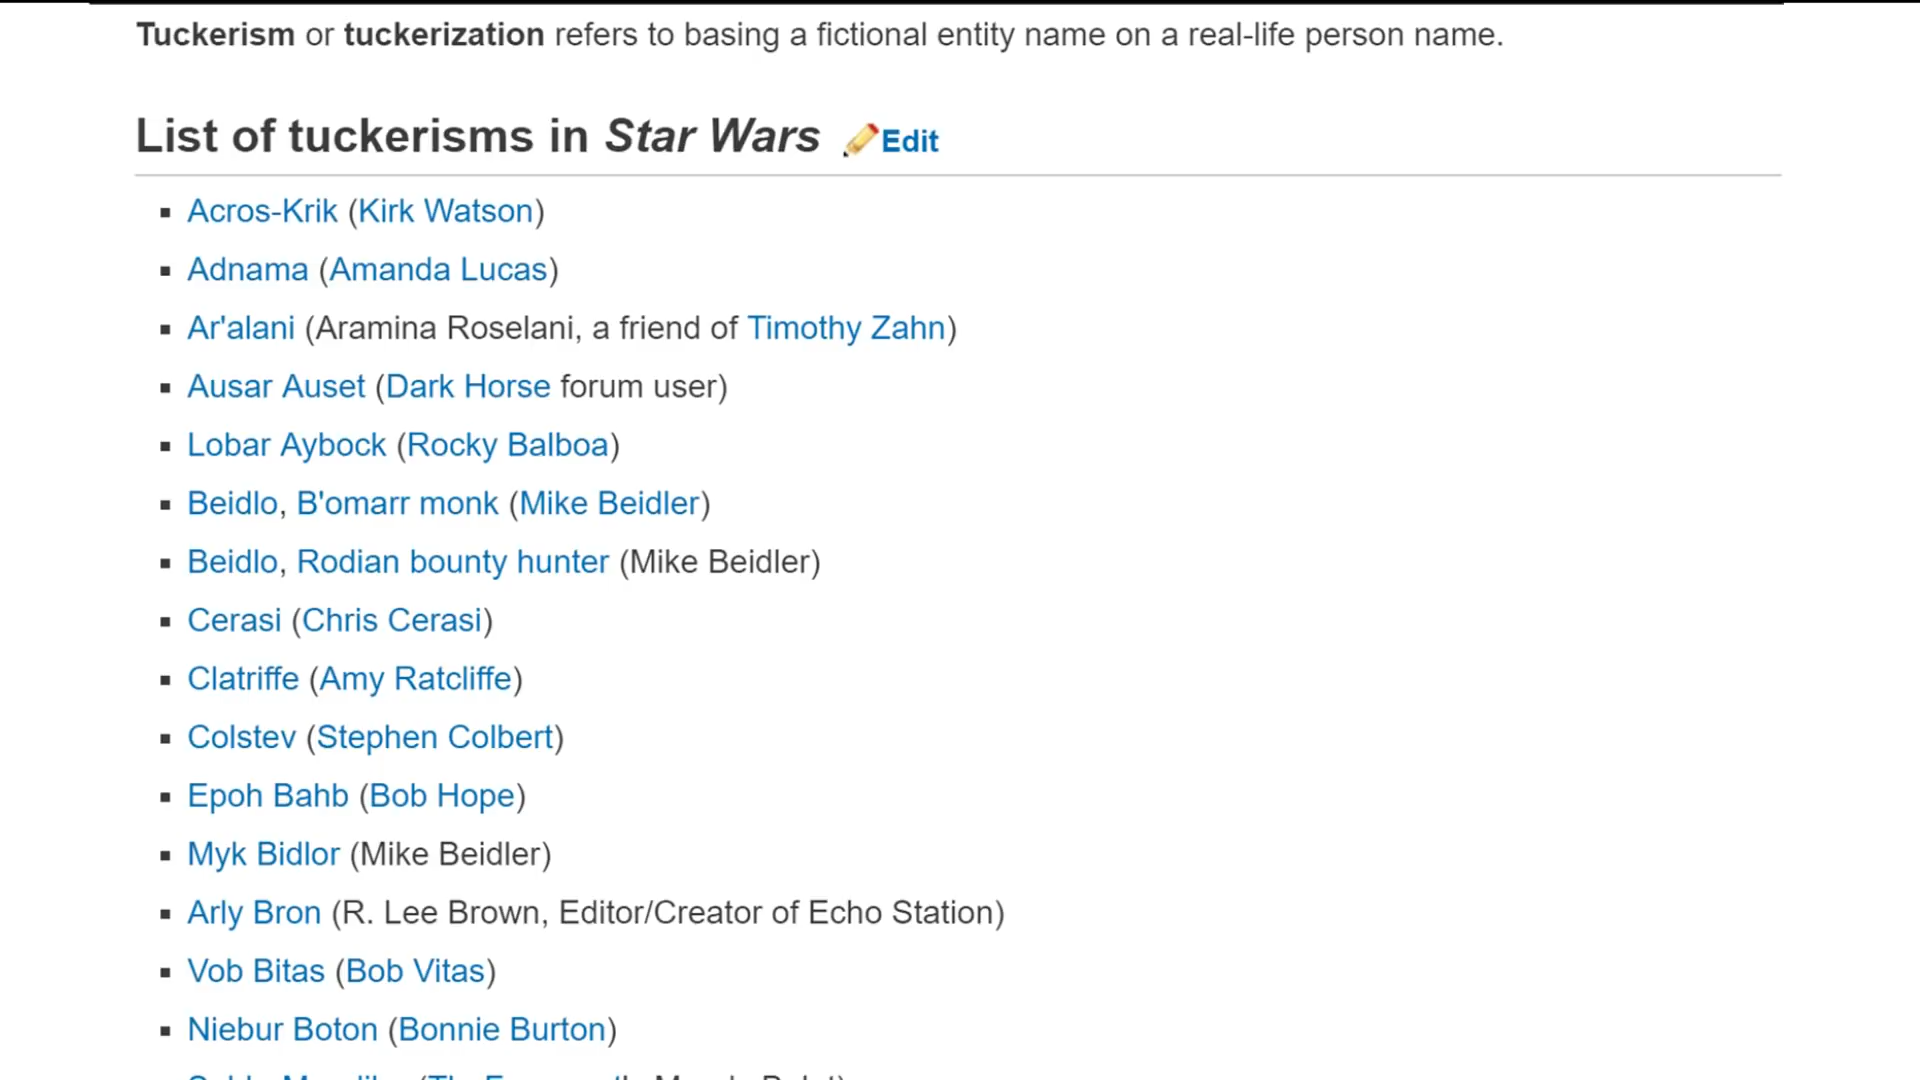 Tuckerism or tuckerization refers to basing a fictional entity name on a real-life person name.
List of tuckerisms in Star Wars Edit
Acros-Krik (Kirk Watson)
Adnama (Amanda Lucas)
Ar'alani (Aramina Roselani, a friend of Timothy Zahn)
Ausar Auset (Dark Horse forum user)
Lobar Aybock (Rocky Balboa)
Beidlo, B'omarr monk (Mike Beidler)
Beidlo, Rodian bounty hunter (Mike Beidler)
Cerasi (Chris Cerasi)
Clatriffe (Amy Ratcliffe)
Colstev (Stephen Colbert)
Epoh Bahb (Bob Hope)
Myk Bidlor (Mike Beidler)
Arly Bron (R. Lee Brown, Editor/Creator of Echo Station)
Vob Bitas (Bob Vitas)
Niebur Boton (Bonnie Burton)